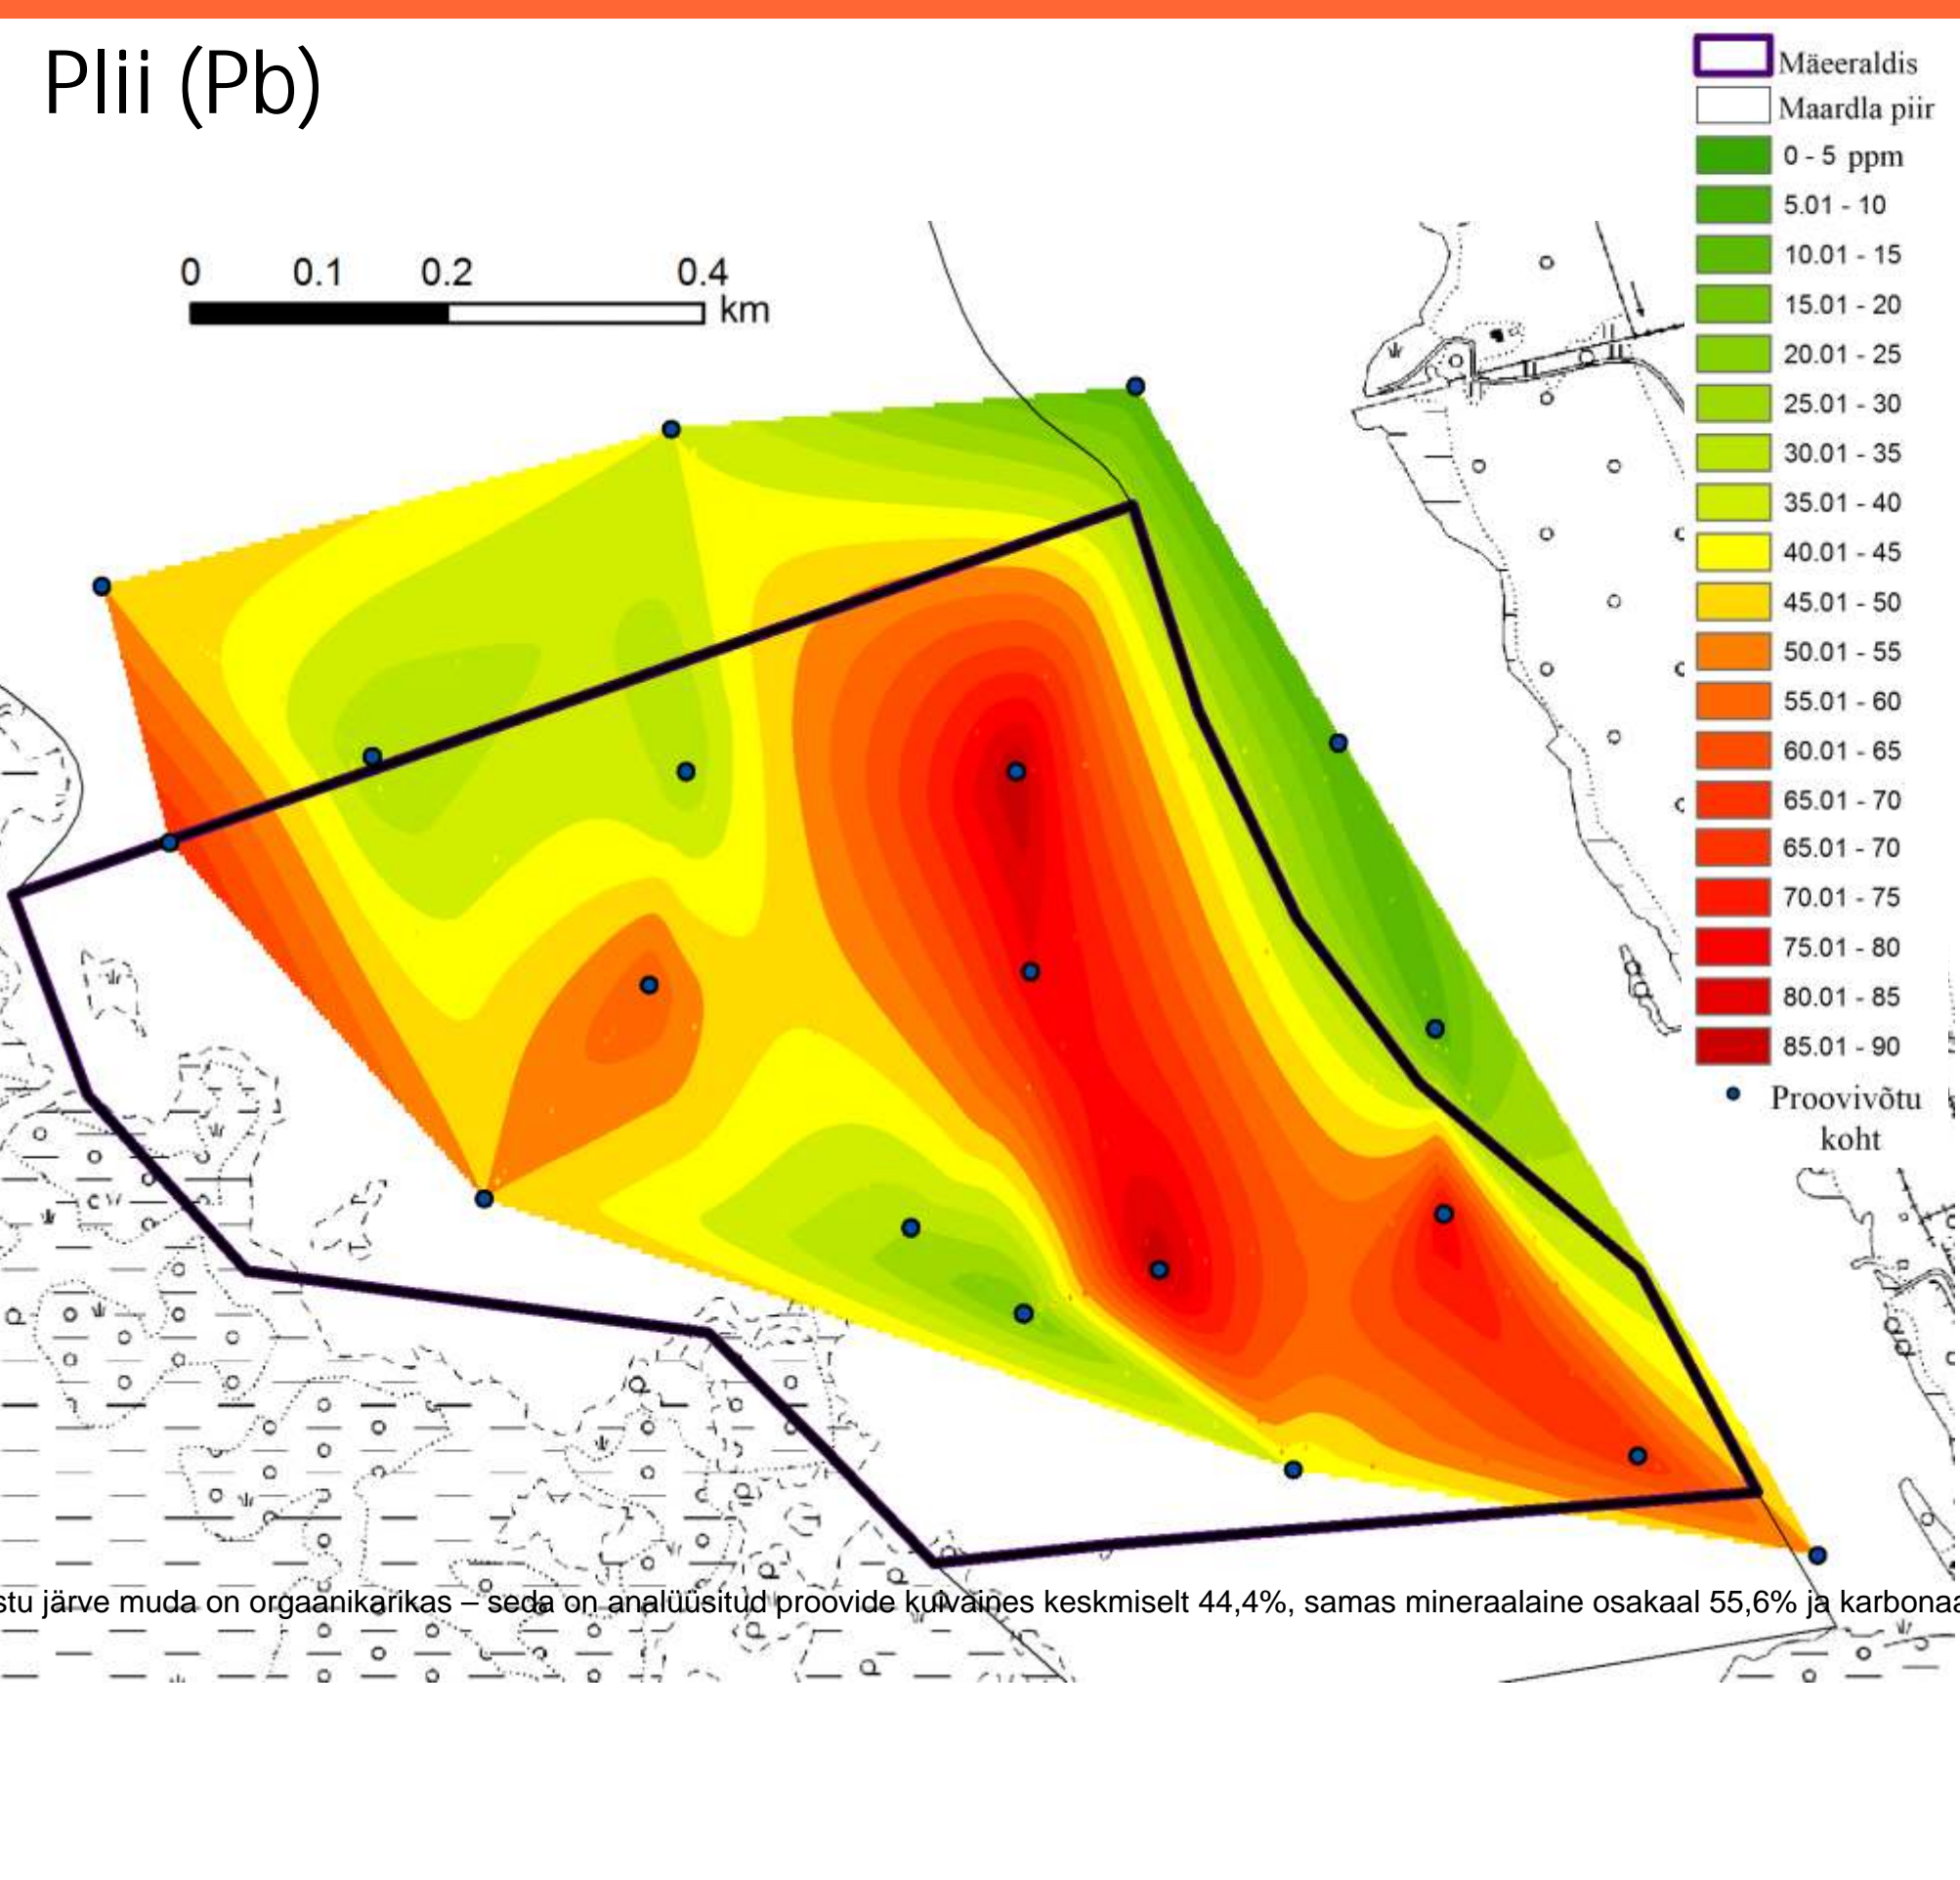 Plii (Pb)
0 0.1 0.2 0.4
km
Mäeeraldis
Maardla piir
0 - 5 ppm
5.01 - 10
10.01 - 15
15.01 - 20
20.01 - 25
25.01 - 30
30.01 - 35
35.01 - 40
40.01 - 45
45.01 - 50
50.01 - 55
55.01 - 60
60.01 - 65
65.01 - 70
65.01 - 70
70.01 - 75
75.01 - 80
80.01 - 85
85.01 - 90
Proovivõtu
koht
stu järve muda on orgaanikarikas – seda on analüüsitud proovide kuivaines keskmiselt 44,4%, samas mineraalaine osakaal 55,6% ja karbonaa